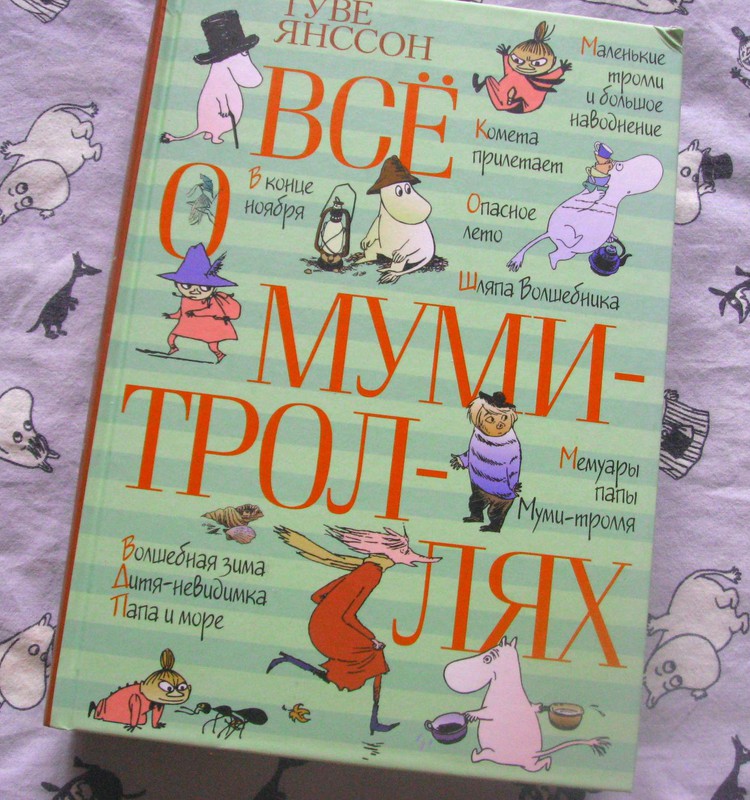 ТУВЕ
ЯНССОН
ВСЁ
О
МУМИ-
ТРОЛ-
ЛЯХ
Маленькие
тролли
и большое
наводнение
Комета
прилетает
В конце
ноября
Опасное
лето
Шляпа Волшебника
Мемуары
папы
Муми-тролля
Волшебная зима
Дитя-невидимка
Папа и море